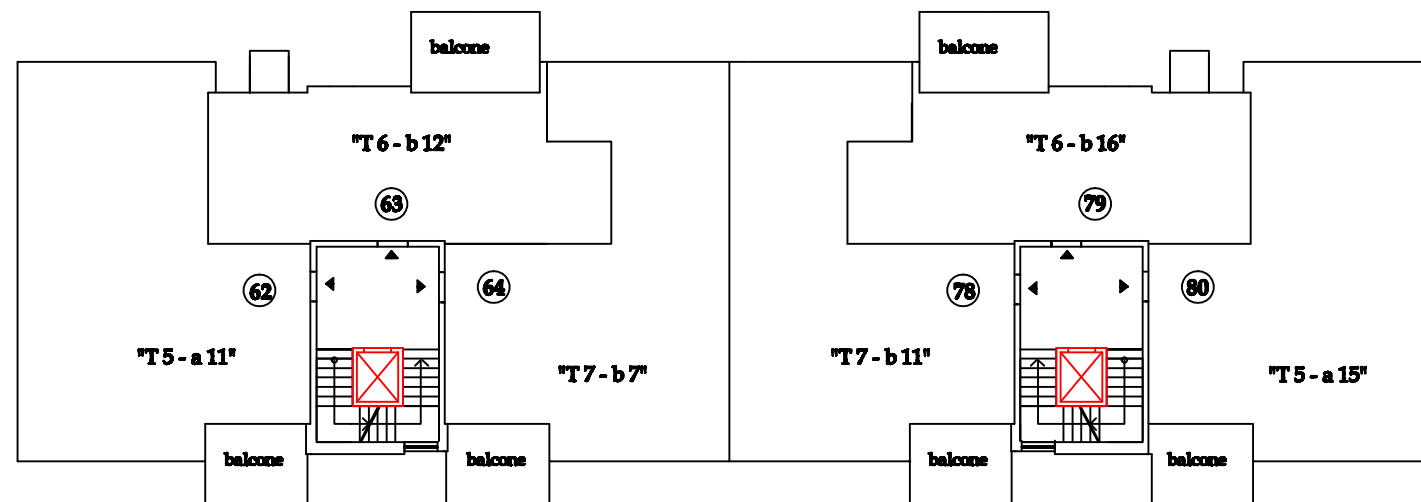 balcone
balcone
"T 6 - b 12"
"T 6 - b 16"
63
79
62
64
78
80
"T 5 - a 11"
"T 7 - b 7"
"T 7 - b 11"
"T 5 - a 15"
balcone
balcone
balcone
balcone